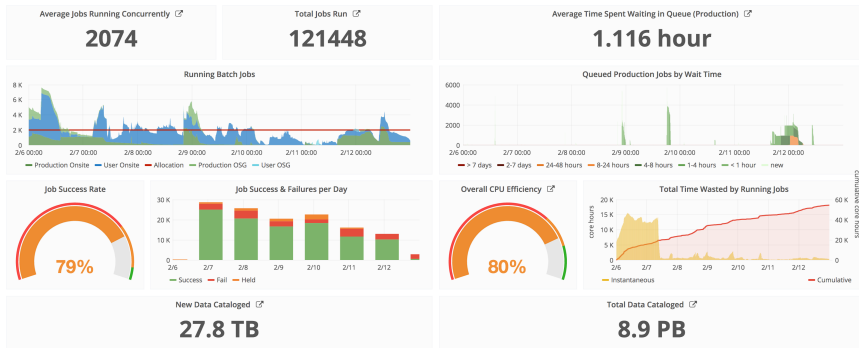 Average Jobs Running Concurrently
2074
Total Jobs Run
121448
Average Time Spent Waiting in Queue (Production)
1.116 hour
Running Batch Jobs
8 K
6 K
4 K
2 K
0
2/6 00:00 2/7 00:00 2/8 00:00 2/9 00:00 2/10 00:00 2/11 00:00 2/12 00:00
Production Onsite User Onsite Allocation Production OSG User OSG
Queued Production Jobs by Wait Time
6000
4000
2000
0
2/6 00:00 2/7 00:00 2/8 00:00 2/9 00:00 2/10 00:00 2/11 00:00 2/12 00:00
> 7 days 2-7 days 24-48 hours 8-24 hours 4-8 hours 1-4 hours < 1 hour new
Job Success Rate
79%
Job Success & Failures per Day
30 K
20 K
10 K
0
2/6 2/7 2/8 2/9 2/10 2/11 2/12
Success Fail Held
Overall CPU Efficiency
80%
Total Time Wasted by Running Jobs
core hours
20 K
15 K
10 K
5 K
0
2/6 2/7 2/8 2/9 2/10 2/11 2/12
Cumulative core hours
60 K
40 K
20 K
0
Instantaneous Cumulative
New Data Cataloged
27.8 TB
Total Data Cataloged
8.9 PB